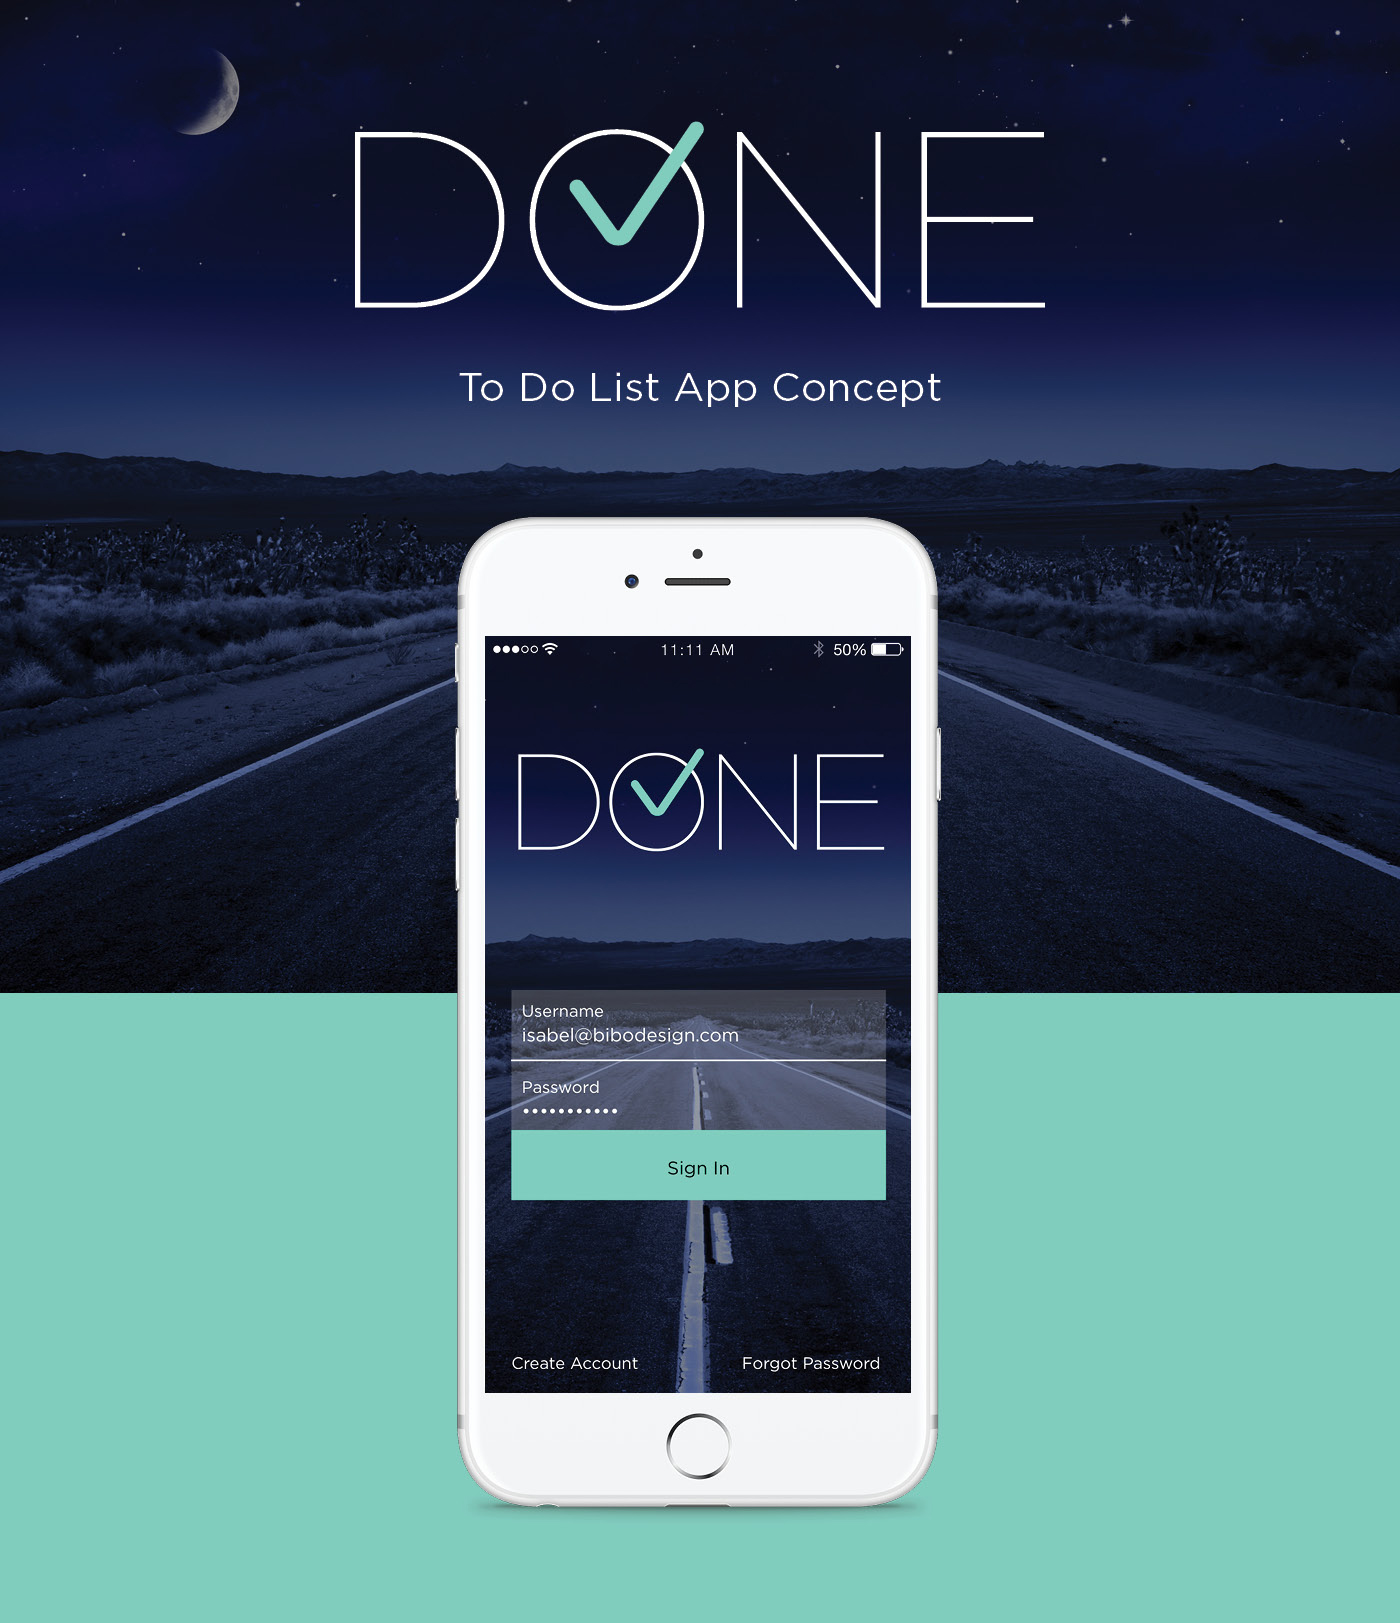 DONE
To Do List App Concept
11:11 AM
50%
DONE
Username
isabel@bibodesign.com
Password
•••••••••••
Sign In
Create Account
Forgot Password